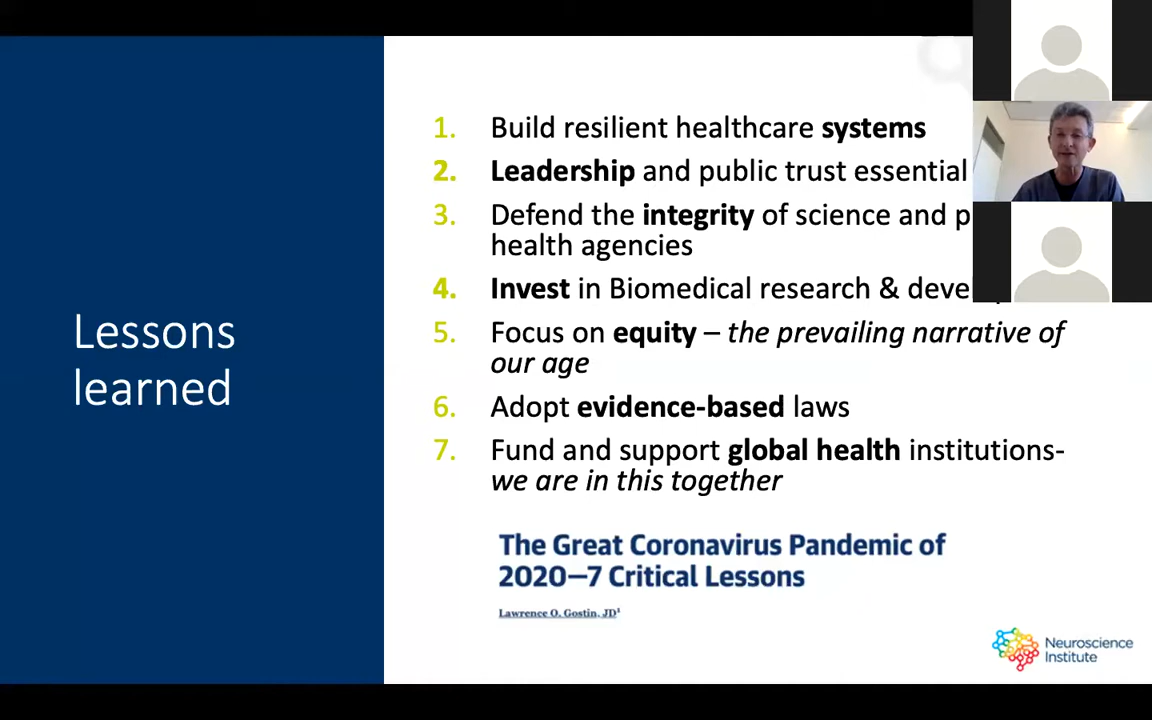 Lessons
learned
1. Build resilient healthcare systems
2. Leadership and public trust essential
3. Defend the integrity of science and p
health agencies
4. Invest in Biomedical research & deve
5. Focus on equity – the prevailing narrative of
our age
6. Adopt evidence-based laws
7. Fund and support global health institutions-
we are in this together
The Great Coronavirus Pandemic of
2020—7 Critical Lessons
Lawrence O. Gostin, JD¹
Neuroscience
Institute